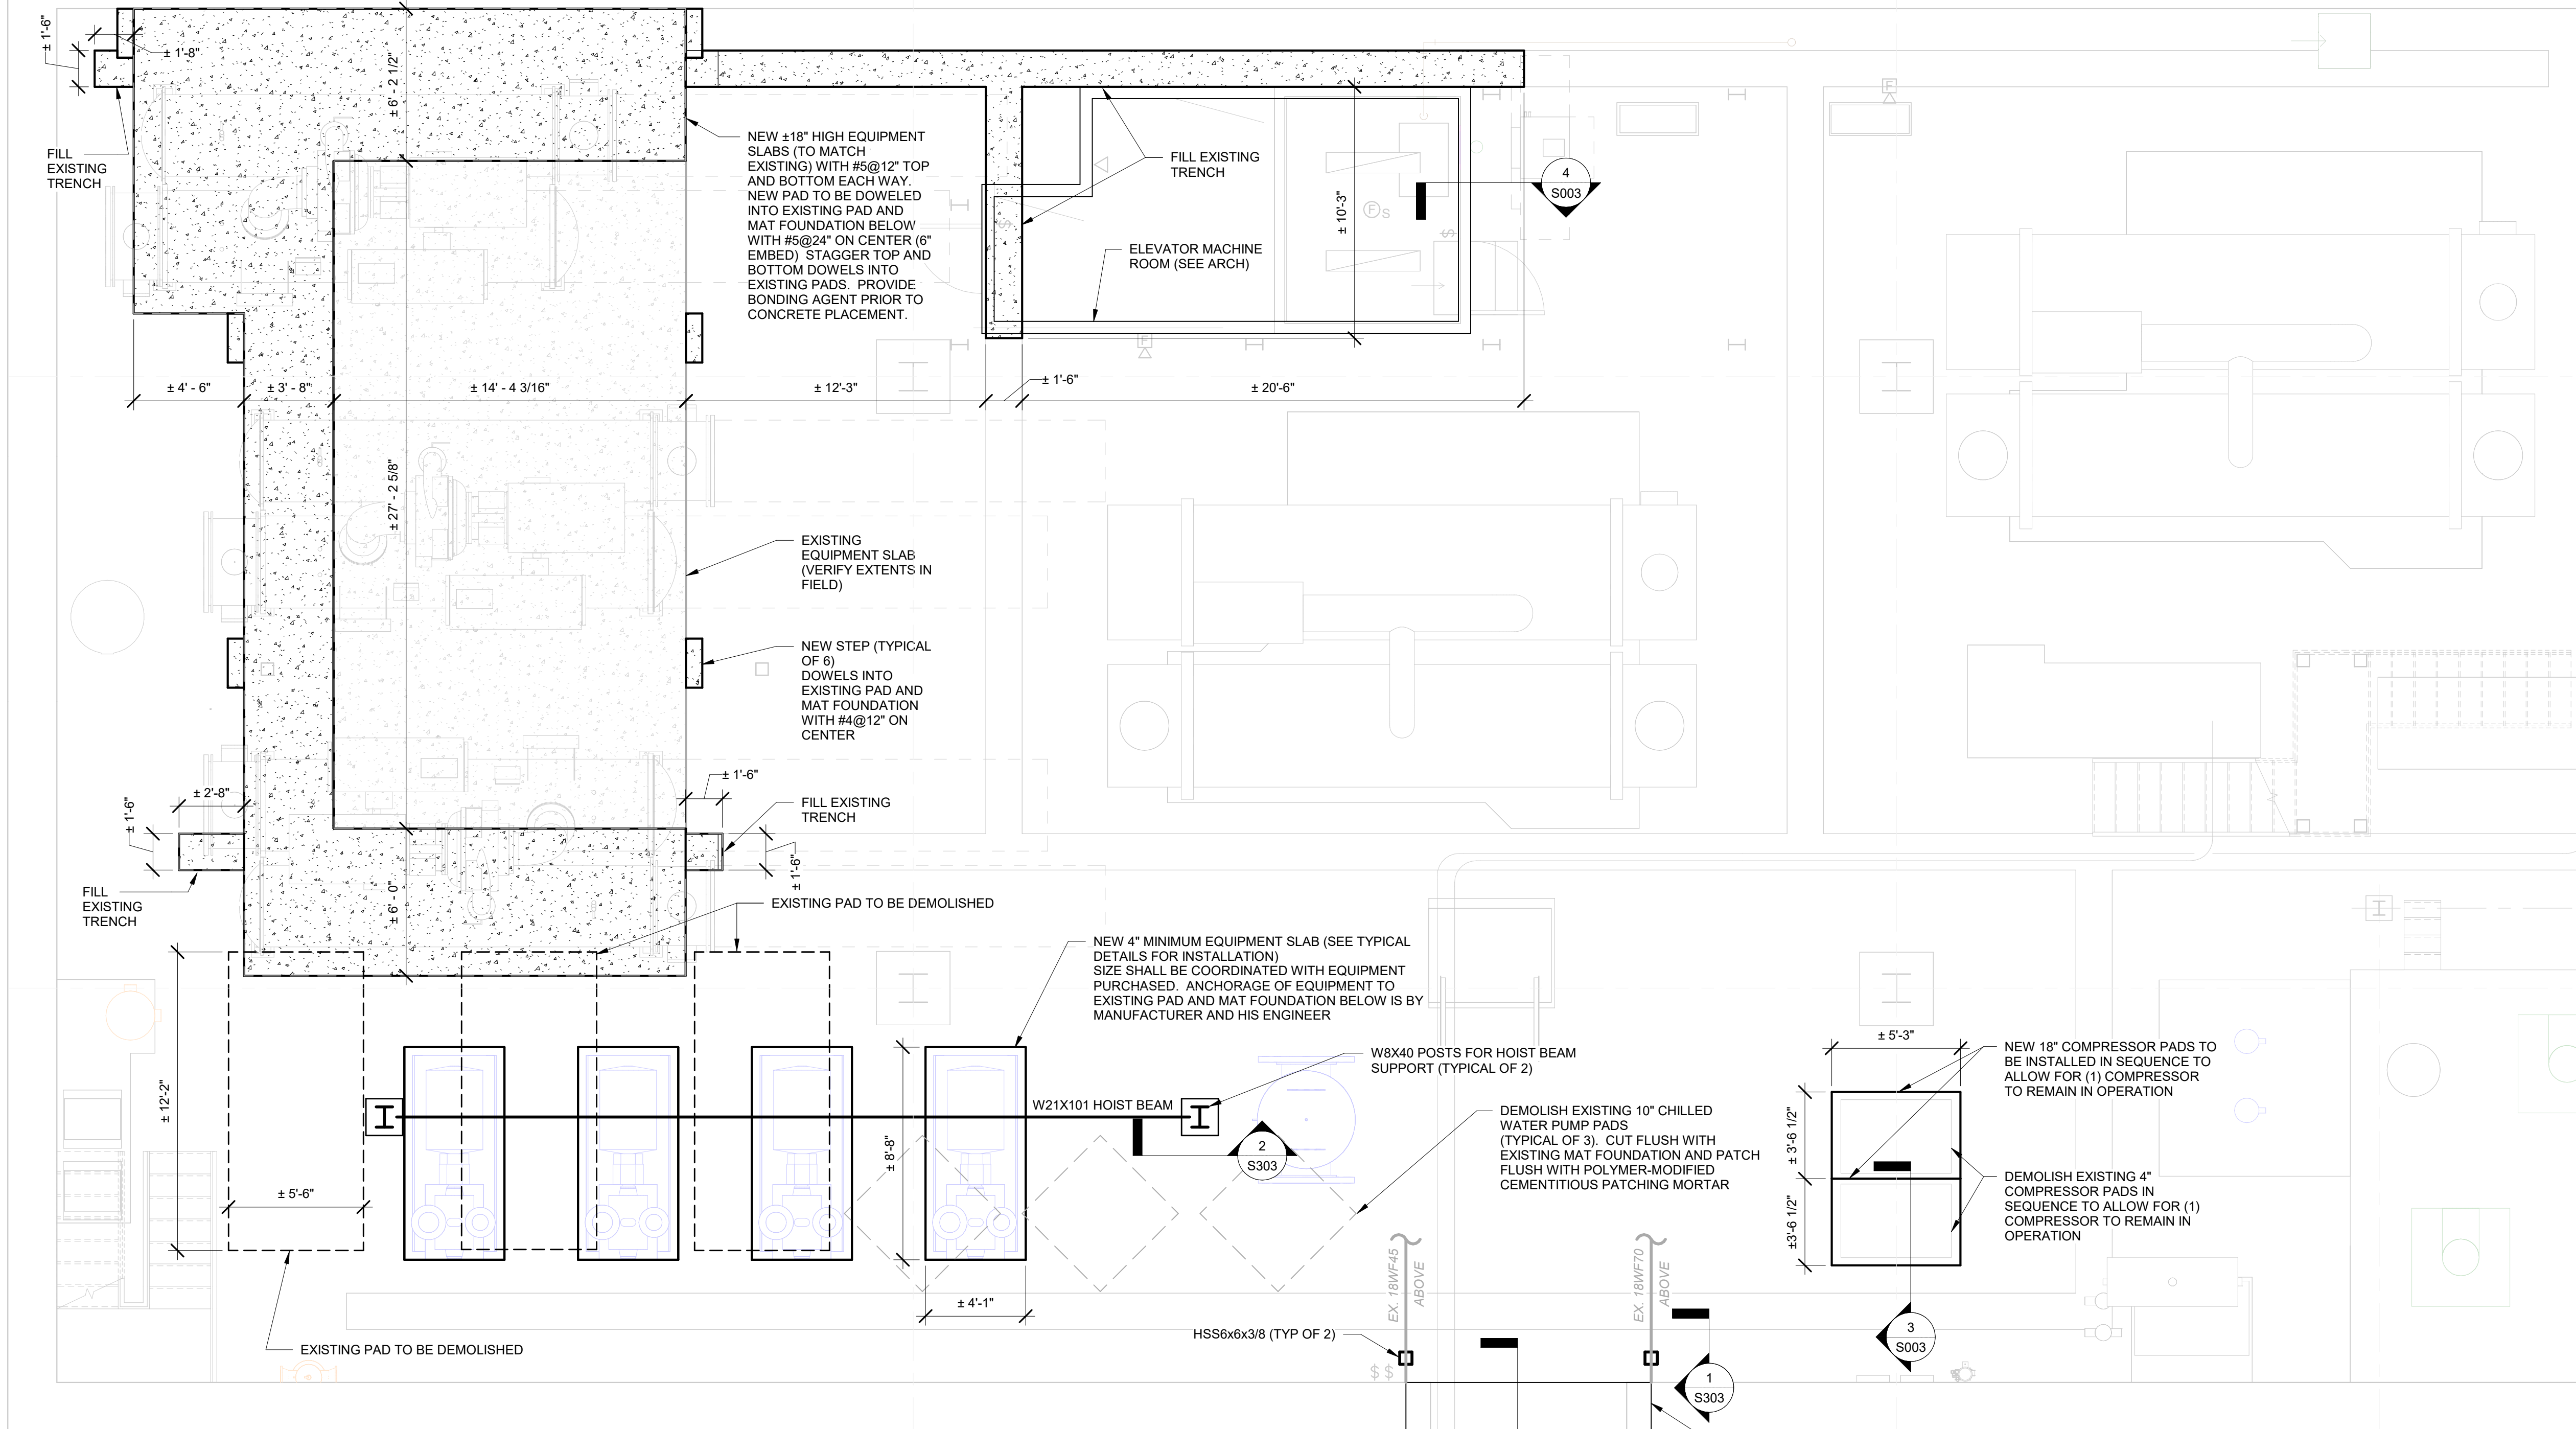 ± 1'-6"
± 1'-8"
± 6' - 2 1/2"
FILL
EXISTING
TRENCH
NEW ±18" HIGH EQUIPMENT
SLABS (TO MATCH
EXISTING) WITH #5@12" TOP
AND BOTTOM EACH WAY.
NEW PAD TO BE DOWELED
INTO EXISTING PAD AND
MAT FOUNDATION BELOW
WITH #5@24" ON CENTER (6"
EMBED) STAGGER TOP AND
BOTTOM DOWELS INTO
EXISTING PADS. PROVIDE
BONDING AGENT PRIOR TO
CONCRETE PLACEMENT.
FILL EXISTING
TRENCH
ELEVATOR MACHINE
ROOM (SEE ARCH)
± 10'-3"
F
S
$
$
F
F
4
S003
± 4' - 6"
± 3' - 8"
± 14' - 4 3/16"
± 12'-3"
± 1'-6"
± 20'-6"
± 27' - 2 5/8"
EXISTING
EQUIPMENT SLAB
(VERIFY EXTENTS IN
FIELD)
NEW STEP (TYPICAL
OF 6)
DOWELS INTO
EXISTING PAD AND
MAT FOUNDATION
WITH #4@12" ON
CENTER
± 1'-6"
± 2'-8"
± 1'-6"
FILL EXISTING
TRENCH
± 1'-6"
FILL
EXISTING
TRENCH
± 6' - 0"
EXISTING PAD TO BE DEMOLISHED
NEW 4" MINIMUM EQUIPMENT SLAB (SEE TYPICAL
DETAILS FOR INSTALLATION)
SIZE SHALL BE COORDINATED WITH EQUIPMENT
PURCHASED. ANCHORAGE OF EQUIPMENT TO
EXISTING PAD AND MAT FOUNDATION BELOW IS BY
MANUFACTURER AND HIS ENGINEER
W8X40 POSTS FOR HOIST BEAM
SUPPORT (TYPICAL OF 2)
W21X101 HOIST BEAM
± 12'-2"
± 8'-8"
2
S303
DEMOLISH EXISTING 10" CHILLED
WATER PUMP PADS
(TYPICAL OF 3). CUT FLUSH WITH
EXISTING MAT FOUNDATION AND PATCH
FLUSH WITH POLYMER-MODIFIED
CEMENTITIOUS PATCHING MORTAR
± 5'-3"
NEW 18" COMPRESSOR PADS TO
BE INSTALLED IN SEQUENCE TO
ALLOW FOR (1) COMPRESSOR
TO REMAIN IN OPERATION
± 3'-6 1/2"
±3'-6 1/2"
DEMOLISH EXISTING 4"
COMPRESSOR PADS IN
SEQUENCE TO ALLOW FOR (1)
COMPRESSOR TO REMAIN IN
OPERATION
± 5'-6"
± 4'-1"
EX. 18WF45
ABOVE
EX. 18WF70
ABOVE
HSS6x6x3/8 (TYP OF 2)
$ $
3
S003
1
S303
EXISTING PAD TO BE DEMOLISHED